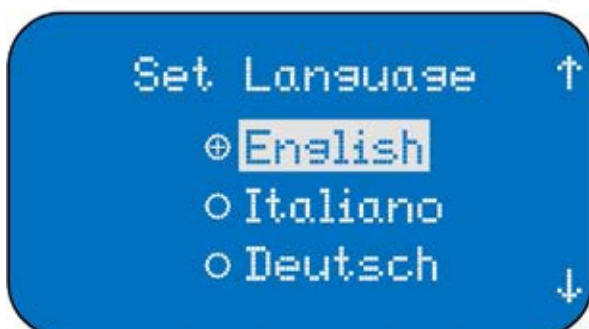 Set Language ↑
⊕ English
○ Italiano
○ Deutsch ↓